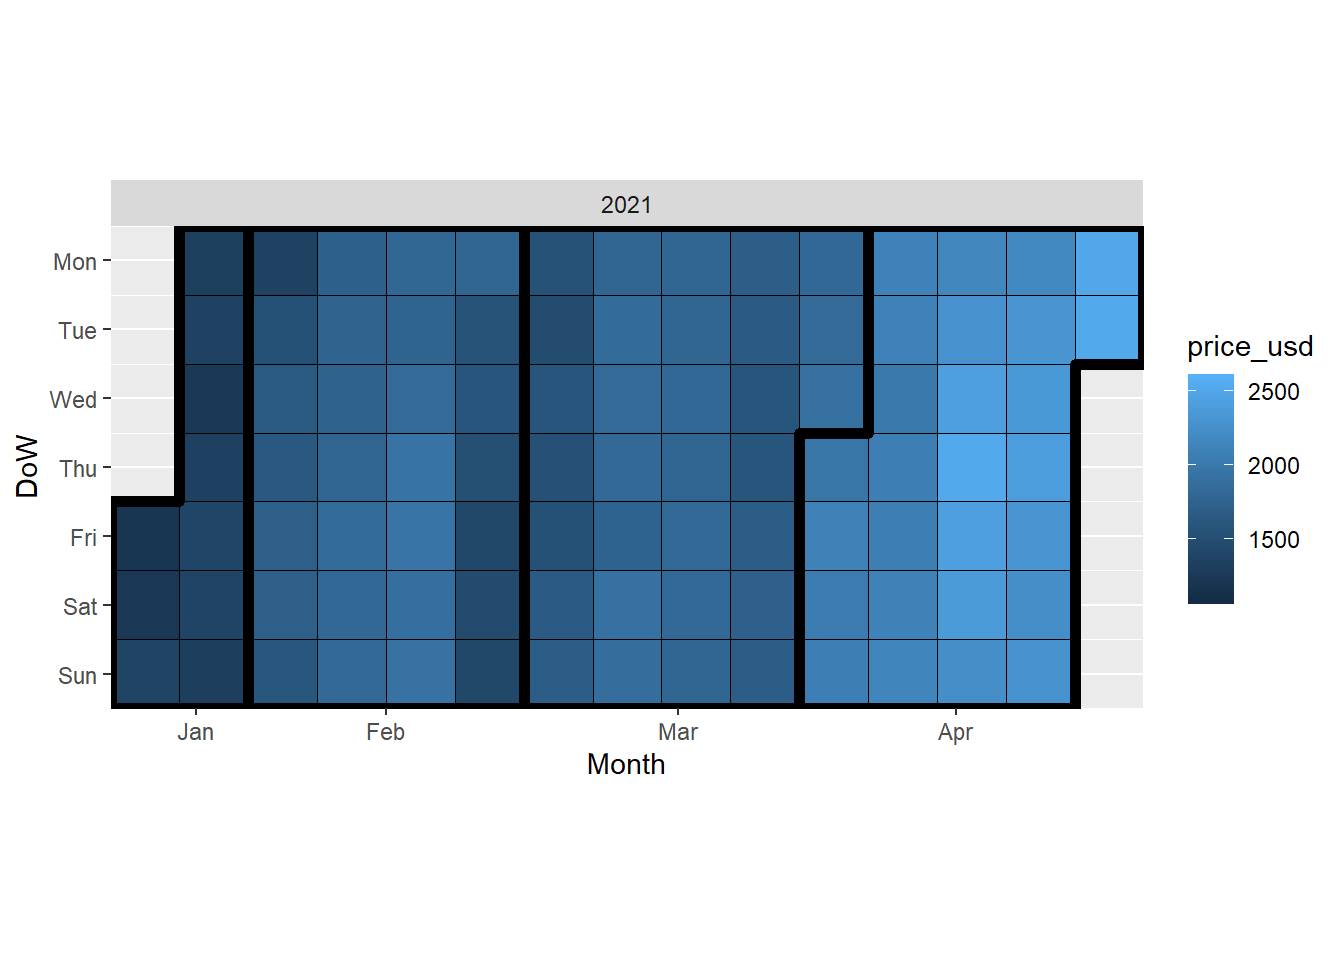 2021
Mon
Tue
Wed
Thu
Fri
Sat
Sun
DoW
Jan Feb Mar Apr
Month
price_usd
2500
2000
1500